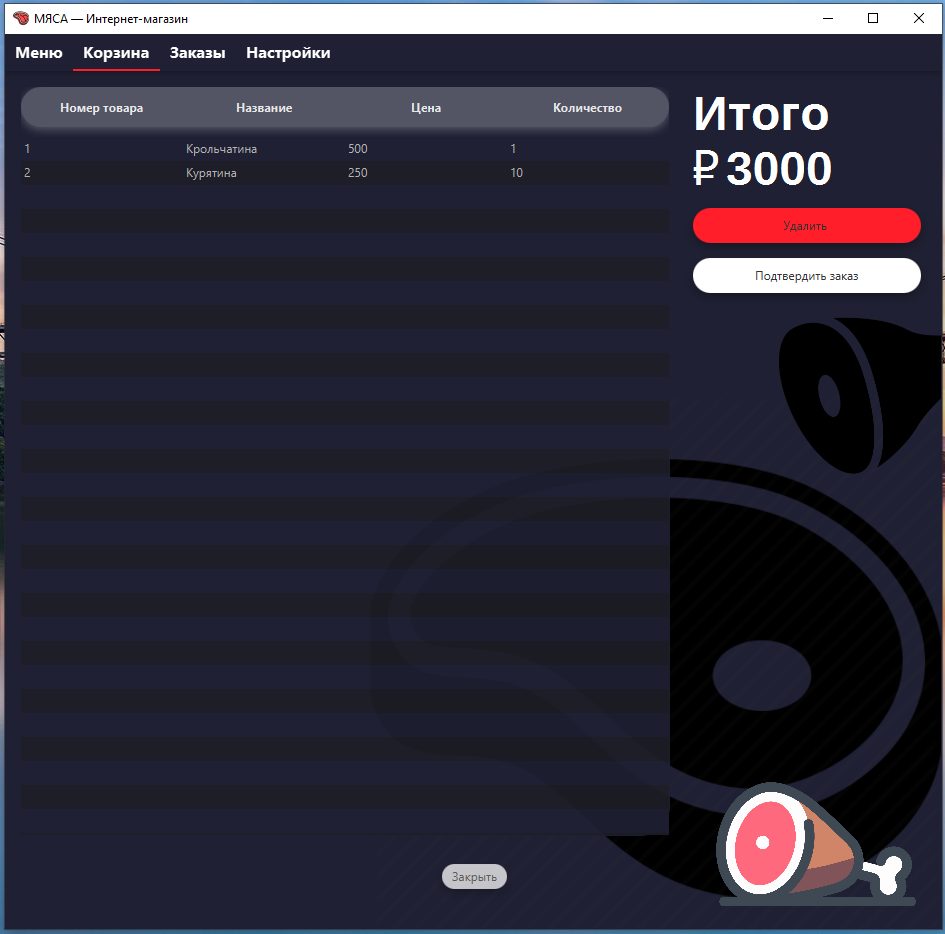 МЯСА — Интернет-магазин
Меню Корзина Заказы Настройки
Номер товара Название Цена Количество
1 Крольчатина 500 1
2 Курятина 250 10
Итого
₽ 3000
Удалить
Подтвердить заказ
Закрыть